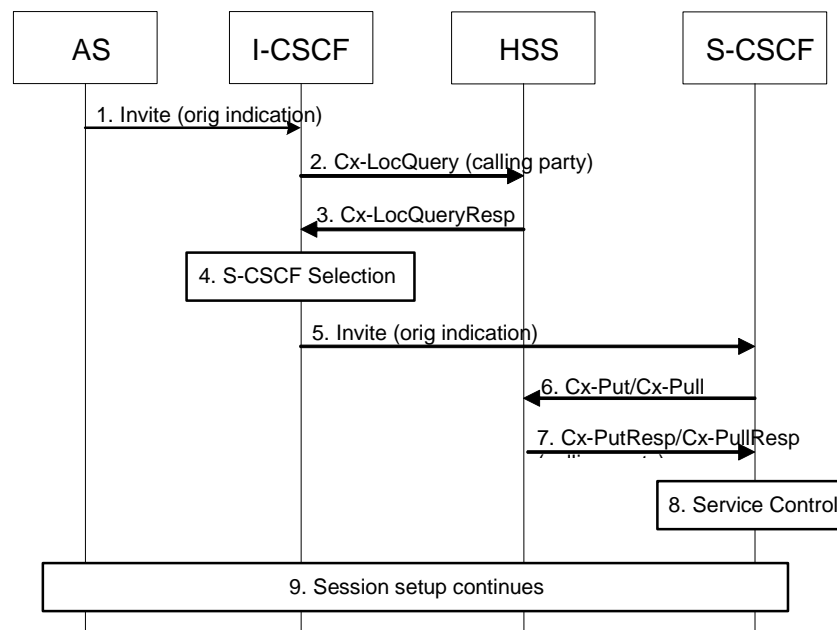 AS
I-CSCF
HSS
S-CSCF
1. Invite (orig indication)
2. Cx-LocQuery (calling party)
3. Cx-LocQueryResp
4. S-CSCF Selection
5. Invite (orig indication)
6. Cx-Put/Cx-Pull
7. Cx-PutResp/Cx-PullResp
8. Service Control
9. Session setup continues